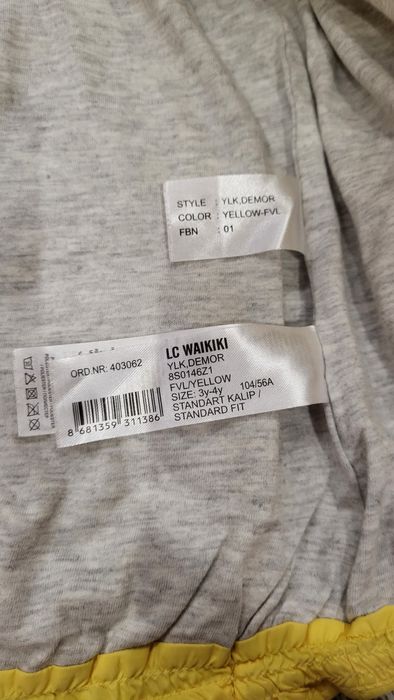 STYLE : YLK,DEMOR
COLOR : YELLOW-FVL
FBN : 01
ORD.NR: 403062
8 681359 311386
LC WAIKIKI
YLK,DEMOR
8S0146Z1
FVL/YELLOW
SIZE: 3y-4y 104/56A
STANDART KALIP /
STANDARD FIT